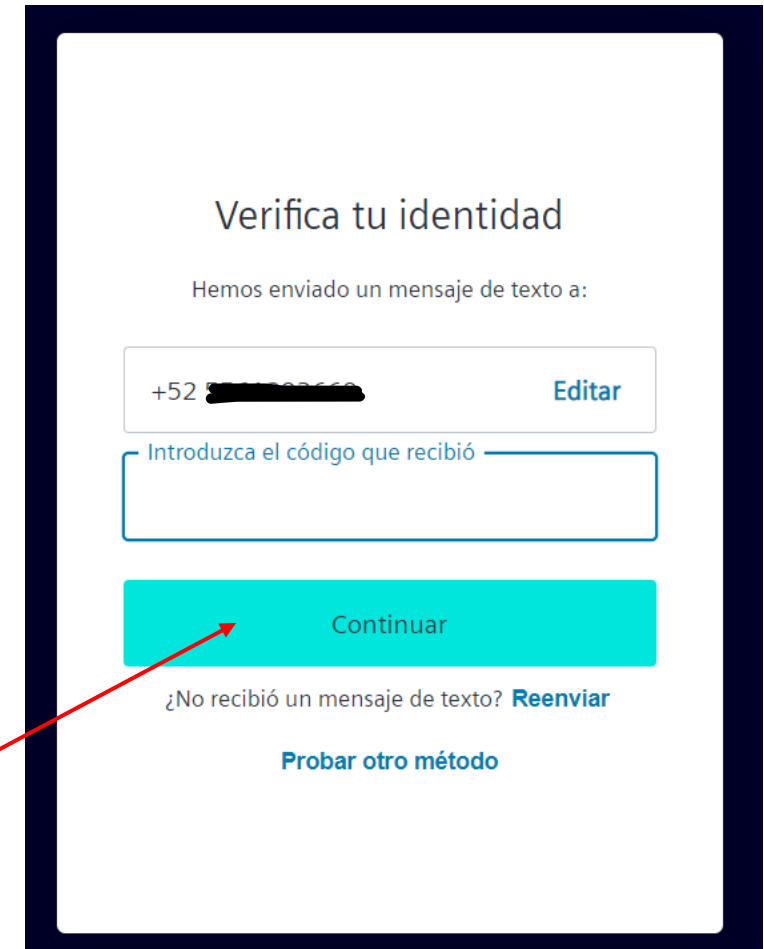 Verifica tu identidad
Hemos enviado un mensaje de texto a:
+52
Editar
Introduzca el código que recibió
Continuar
¿No recibió un mensaje de texto? Reenviar
Probar otro método